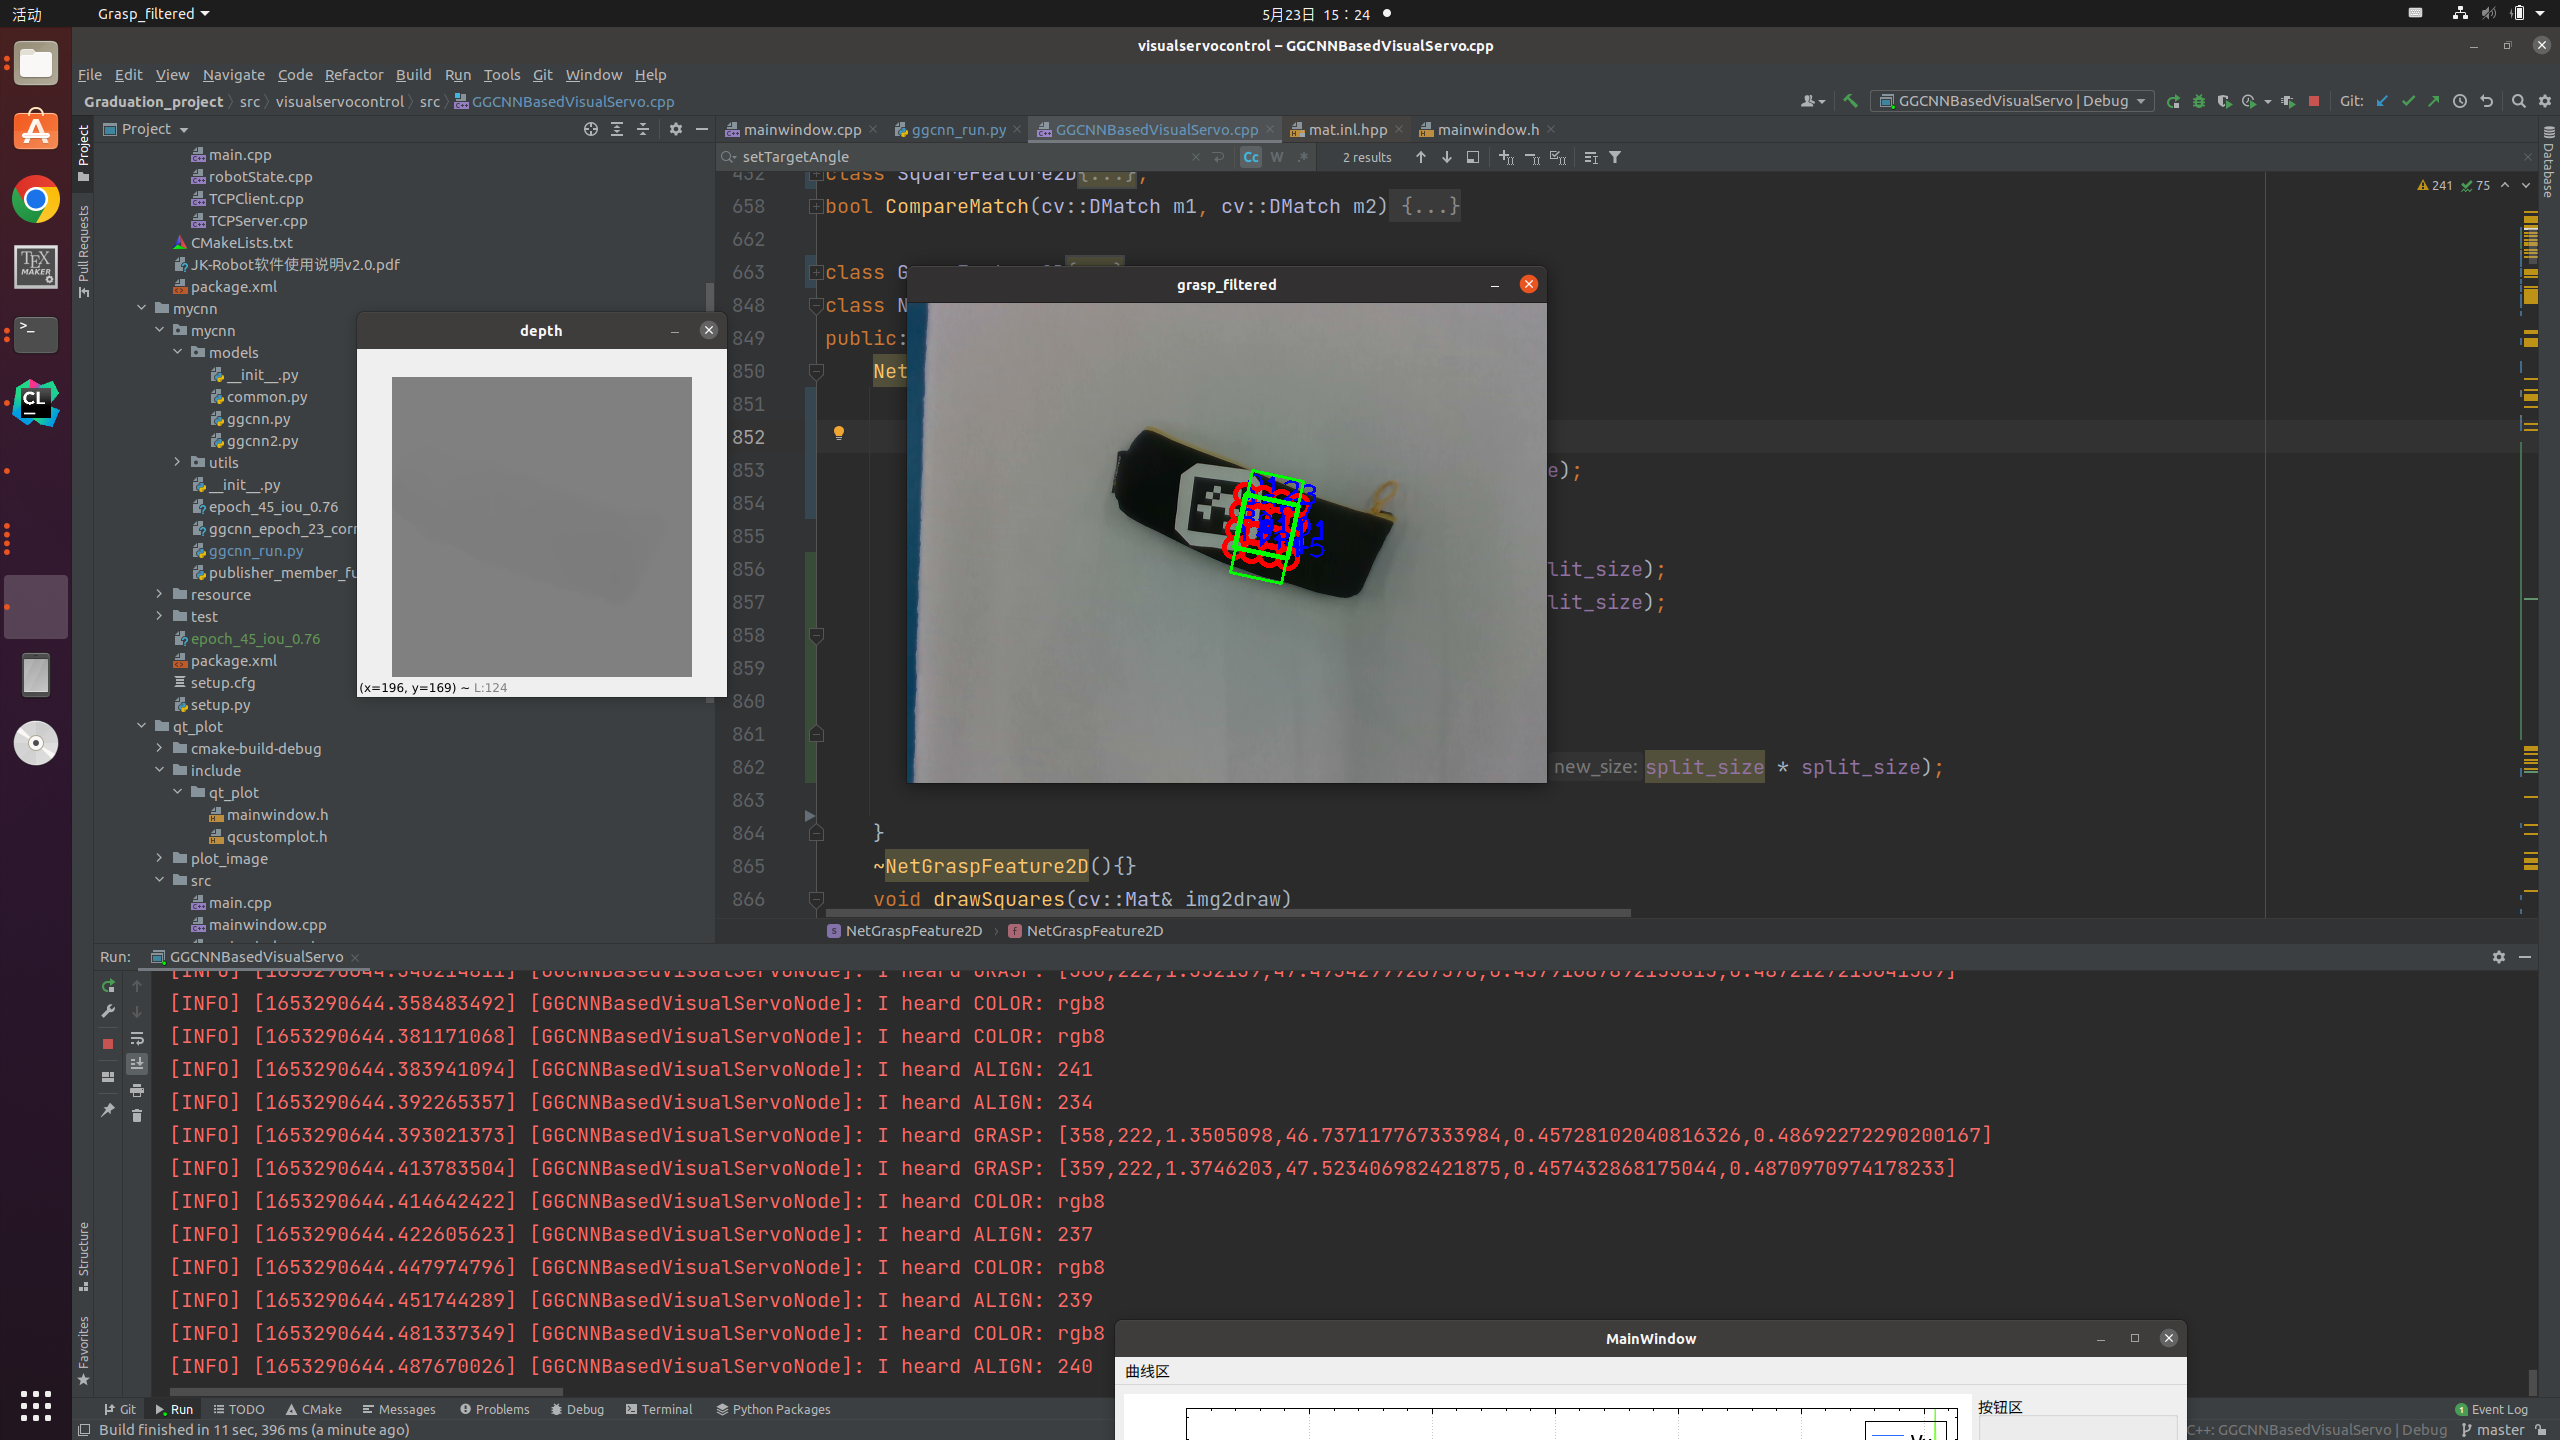 活动
Grasp_filtered
5月23日 15：24
visualservocontrol – GGCNNBasedVisualServo.cpp
File Edit View Navigate Code Refactor Build Run Tools Git Window Help
Graduation_project src visualservocontrol src GGCNNBasedVisualServo.cpp
GGCNNBasedVisualServo | Debug
Git:
Project
mainwindow.cpp
ggcnn_run.py
GGCNNBasedVisualServo.cpp
mat.inl.hpp
mainwindow.h
setTargetAngle
Cc W .*
2 results
Project
Pull Requests
Structure
Favorites
Database
main.cpp
robotState.cpp
TCPClient.cpp
TCPServer.cpp
CMakeLists.txt
JK-Robot软件使用说明v2.0.pdf
package.xml
mycnn
mycnn
models
__init__.py
common.py
ggcnn.py
ggcnn2.py
utils
__init__.py
epoch_45_iou_0.76
ggcnn_epoch_23_corr
ggcnn_run.py
publisher_member_fu
resource
test
epoch_45_iou_0.76
package.xml
setup.cfg
setup.py
qt_plot
cmake-build-debug
include
qt_plot
mainwindow.h
qcustomplot.h
plot_image
src
main.cpp
mainwindow.cpp
depth
(x=196, y=169) ~ L:124
grasp_filtered
241 75
class SquareFeature2D{...};
658 bool CompareMatch(cv::DMatch m1, cv::DMatch m2) {...}
662
663 class G
848 class N
849 public:
850 Net
851
852
853 e);
854
855
856 lit_size);
857 lit_size);
858
859
860
861
862 new_size: split_size * split_size);
863
864 }
865 ~NetGraspFeature2D(){}
866 void drawSquares(cv::Mat& img2draw)
NetGraspFeature2D NetGraspFeature2D
Run: GGCNNBasedVisualServo
[INFO] [1653290644.358483492] [GGCNNBasedVisualServoNode]: I heard COLOR: rgb8
[INFO] [1653290644.381171068] [GGCNNBasedVisualServoNode]: I heard COLOR: rgb8
[INFO] [1653290644.383941094] [GGCNNBasedVisualServoNode]: I heard ALIGN: 241
[INFO] [1653290644.392265357] [GGCNNBasedVisualServoNode]: I heard ALIGN: 234
[INFO] [1653290644.393021373] [GGCNNBasedVisualServoNode]: I heard GRASP: [358,222,1.3505098,46.737117767333984,0.45728102040816326,0.48692272290200167]
[INFO] [1653290644.413783504] [GGCNNBasedVisualServoNode]: I heard GRASP: [359,222,1.3746203,47.523406982421875,0.457432868175044,0.4870970974178233]
[INFO] [1653290644.414642422] [GGCNNBasedVisualServoNode]: I heard COLOR: rgb8
[INFO] [1653290644.422605623] [GGCNNBasedVisualServoNode]: I heard ALIGN: 237
[INFO] [1653290644.447974796] [GGCNNBasedVisualServoNode]: I heard COLOR: rgb8
[INFO] [1653290644.451744289] [GGCNNBasedVisualServoNode]: I heard ALIGN: 239
[INFO] [1653290644.481337349] [GGCNNBasedVisualServoNode]: I heard COLOR: rgb8
[INFO] [1653290644.487670026] [GGCNNBasedVisualServoNode]: I heard ALIGN: 240
MainWindow
曲线区
按钮区
Git Run TODO CMake Messages Problems Debug Terminal Python Packages
1 Event Log
Build finished in 11 sec, 396 ms (a minute ago)
C++: GGCNNBasedVisualServo | Debug
master